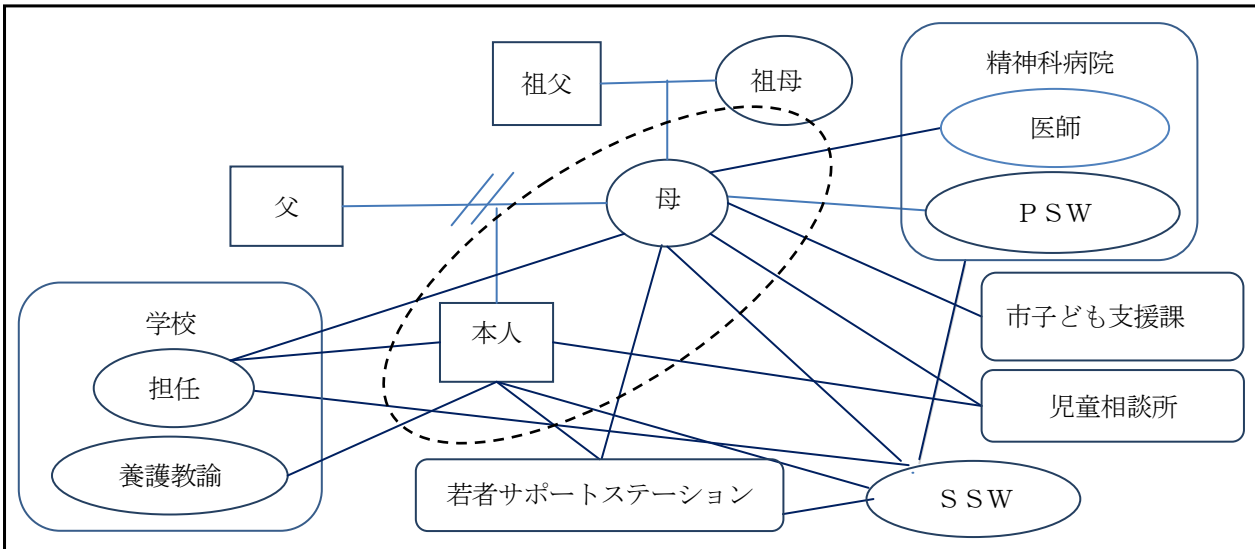 祖父
祖母
精神科病院
医師
父
母
ＰＳＷ
学校
本人
市子ども支援課
担任
児童相談所
養護教諭
若者サポートステーション
ＳＳＷ